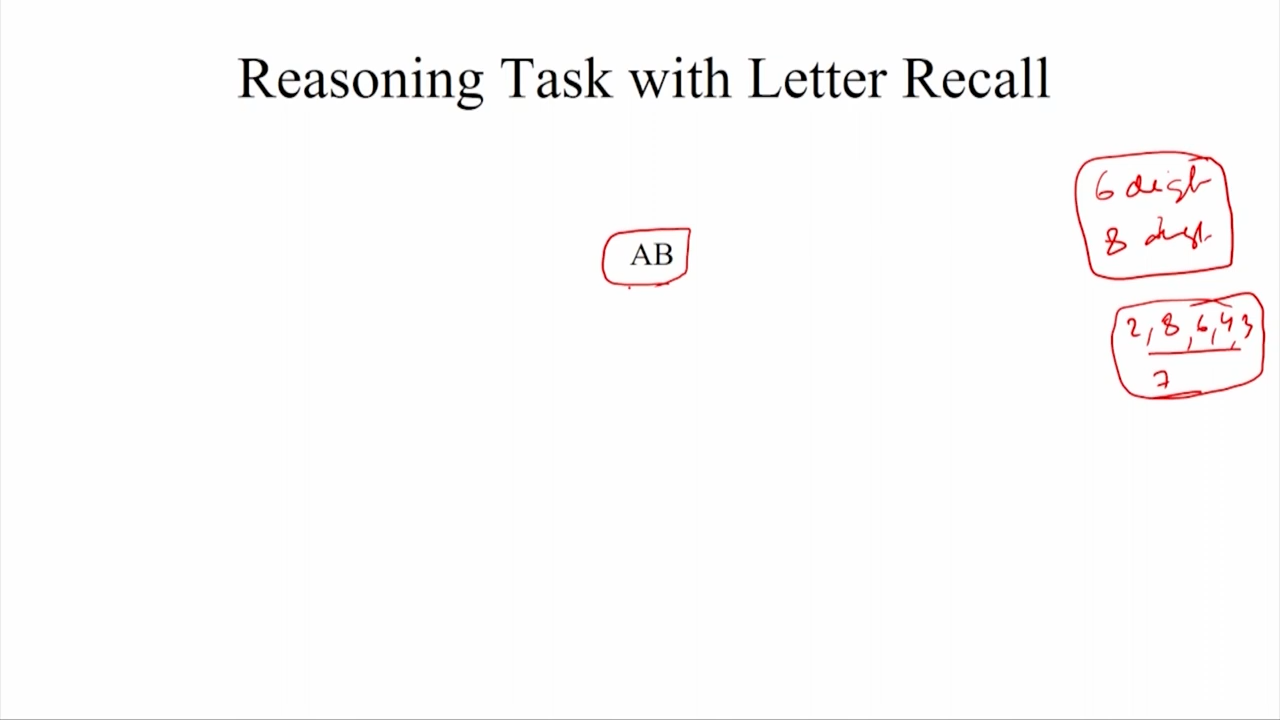 Reasoning Task with Letter Recall
6 digit
8 digit
AB
2, 8, 6, 4, 3
7